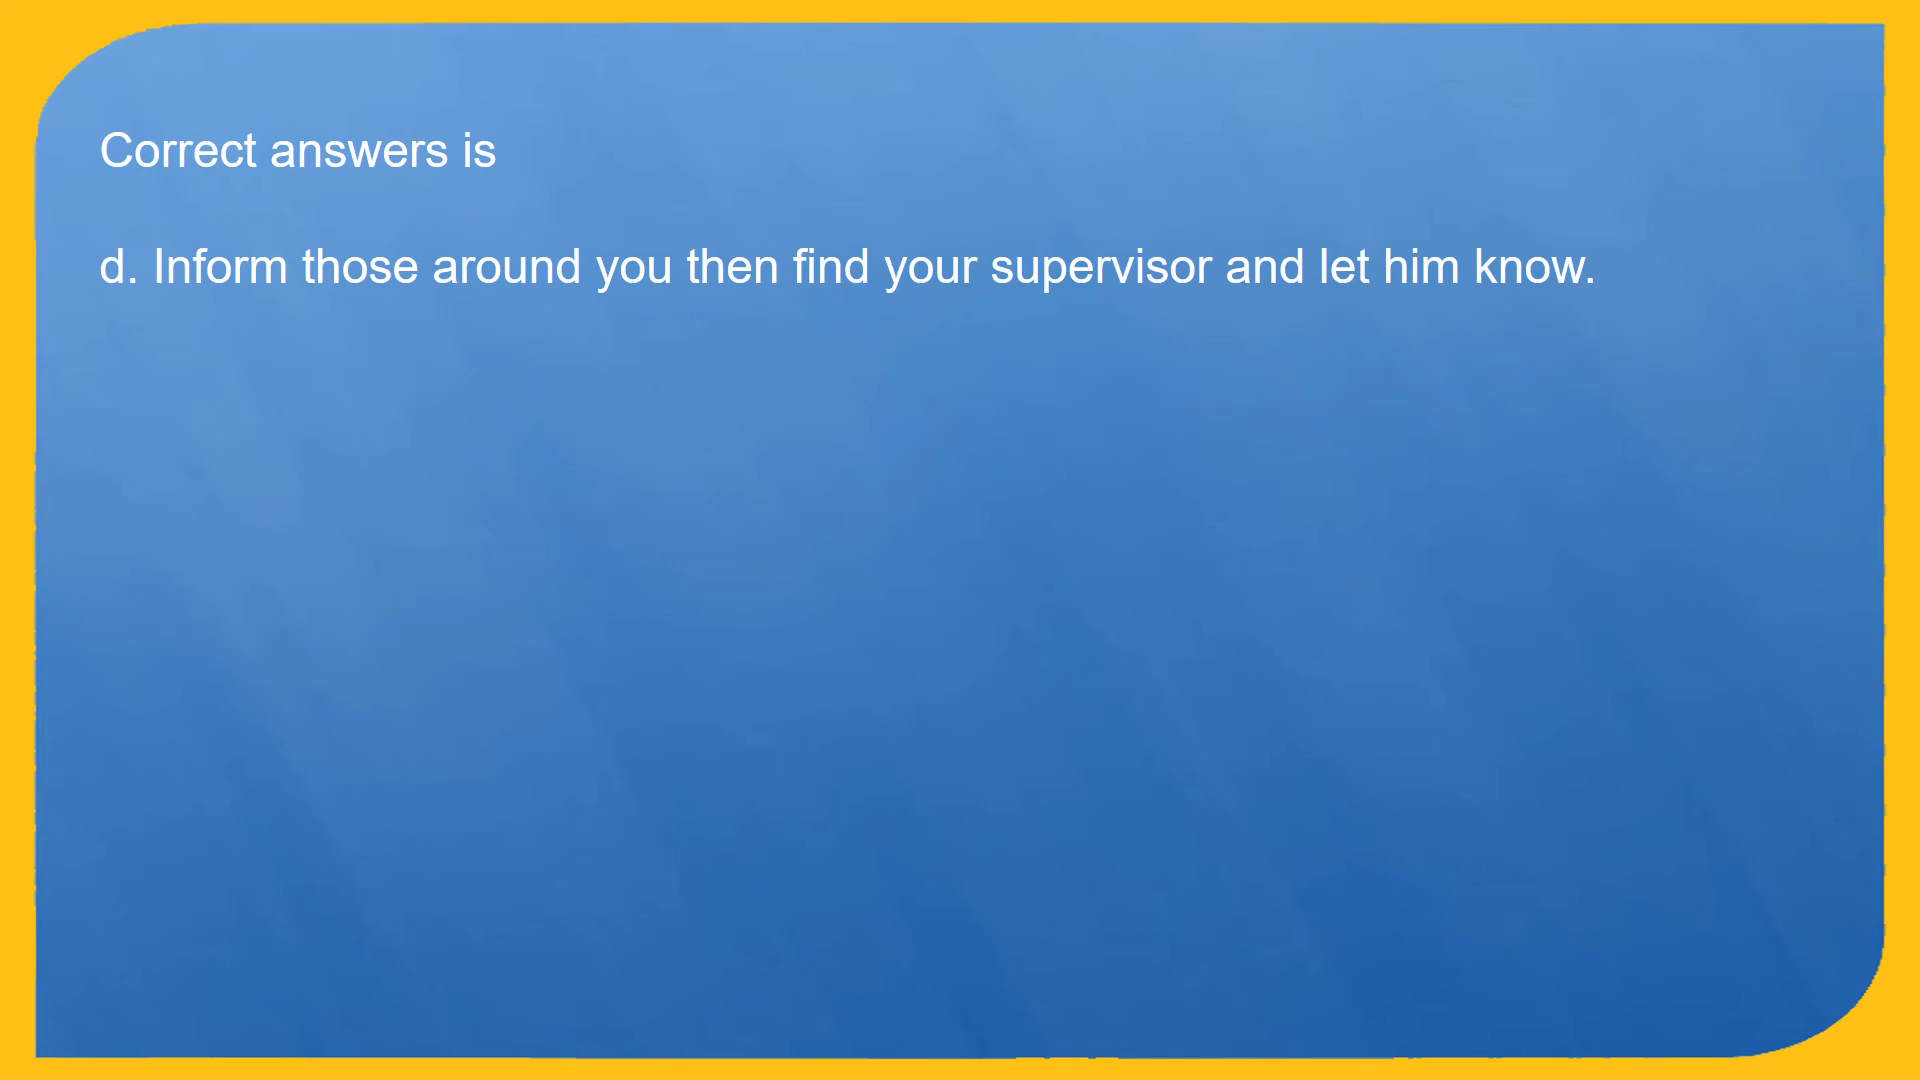 Correct answers is
d. Inform those around you then find your supervisor and let him know.